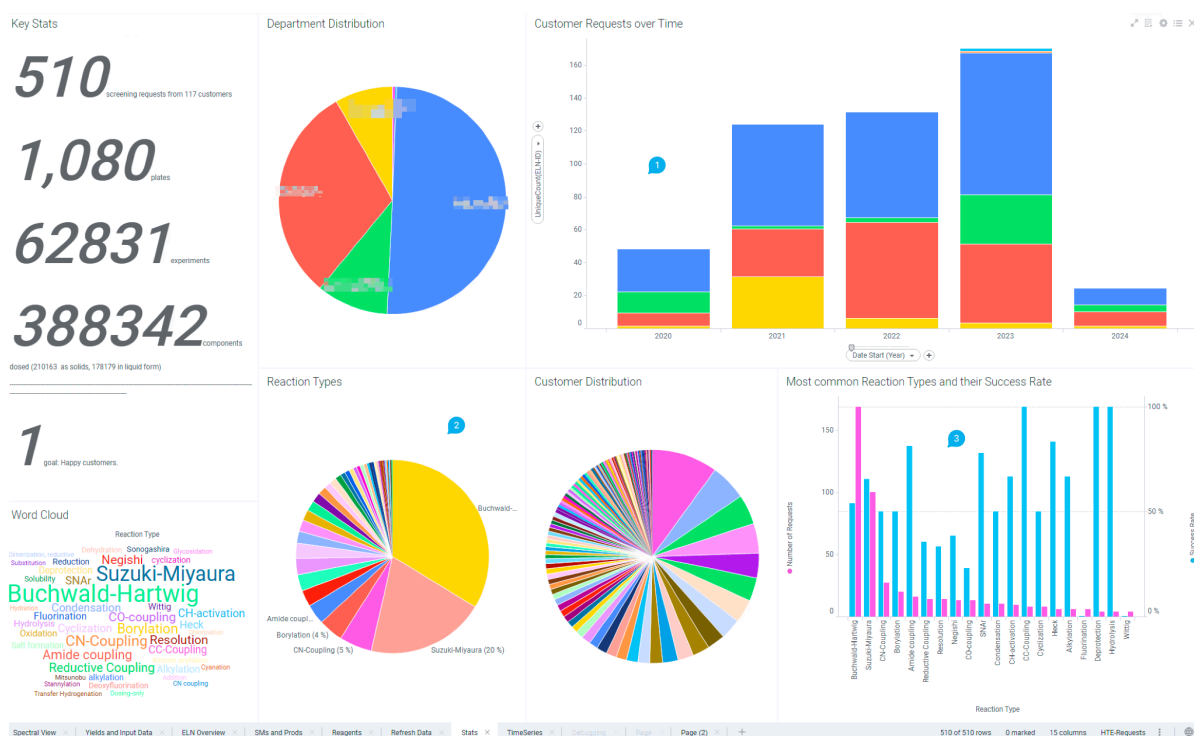 Key Stats
510 screening requests from 117 customers
1,080 plates
62831 experiments
388342 components
dosed (210163 as solids, 178179 in liquid form)
1 goal: Happy customers.
Department Distribution
Customer Requests over Time
UniqueCount(ELN-ID)
160
140
120
100
80
60
40
20
0
1
2020
2021
2022
2023
2024
Date Start (Year)
Word Cloud
Reaction Type
Dehydration Sonogashira Glycosidation
Dimerization, reductive Negishi cyclization
Substitution Reduction
Deprotection
Solubility SNAr Suzuki-Miyaura
Buchwald-Hartwig
Hydration Condensation Wittig CH-activation
Fluorination CO-coupling
Hydrolysis Cyclization Borylation Heck
Oxidation
Salt formation CN-Coupling Resolution
CC-Coupling
Amide coupling
Reductive Coupling Alkylation Cyanation
Mitsunobu alkylation Addition
Stannylation Deoxyfluorination CN coupling
Transfer Hydrogenation Dosing-only
Reaction Types
2
Buchwald-...
Amide coupl...
Borylation (4 %)
CN-Coupling (5 %)
Suzuki-Miyaura (20 %)
Customer Distribution
Most common Reaction Types and their Success Rate
Number of Requests
150
100
50
0
3
100 %
50 %
0 %
Success Rate
Buchwald-Hartwig
Suzuki-Miyaura
CN-Coupling
Borylation
Amide coupling
Reductive Coupling
Resolution
Negishi
CO-coupling
SNAr
Condensation
CH-activation
CC-Coupling
Cyclization
Heck
Alkylation
Fluorination
Deprotection
Hydrolysis
Wittig
Reaction Type
Spectral View
Yields and Input Data
ELN Overview
SMs and Prods
Reagents
Refresh Data
Stats
TimeSeries
Debugging
Page
Page (2)
510 of 510 rows
0 marked
15 columns
HTE-Requests